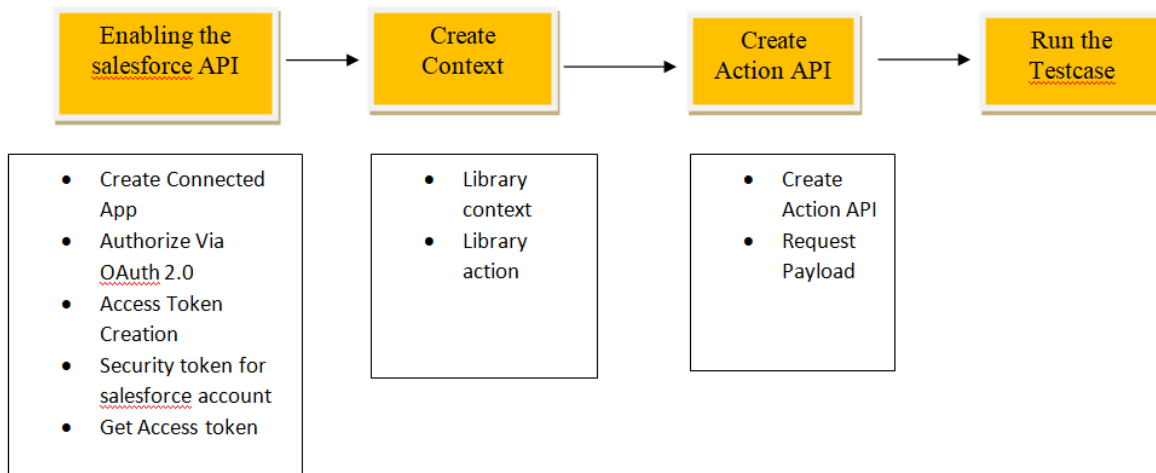 Enabling the
salesforce API
Create
Context
Create
Action API
Run the
Testcase
• Create Connected
App
• Authorize Via
OAuth 2.0
• Access Token
Creation
• Security token for
salesforce account
• Get Access token
• Library
context
• Library
action
• Create
Action API
• Request
Payload